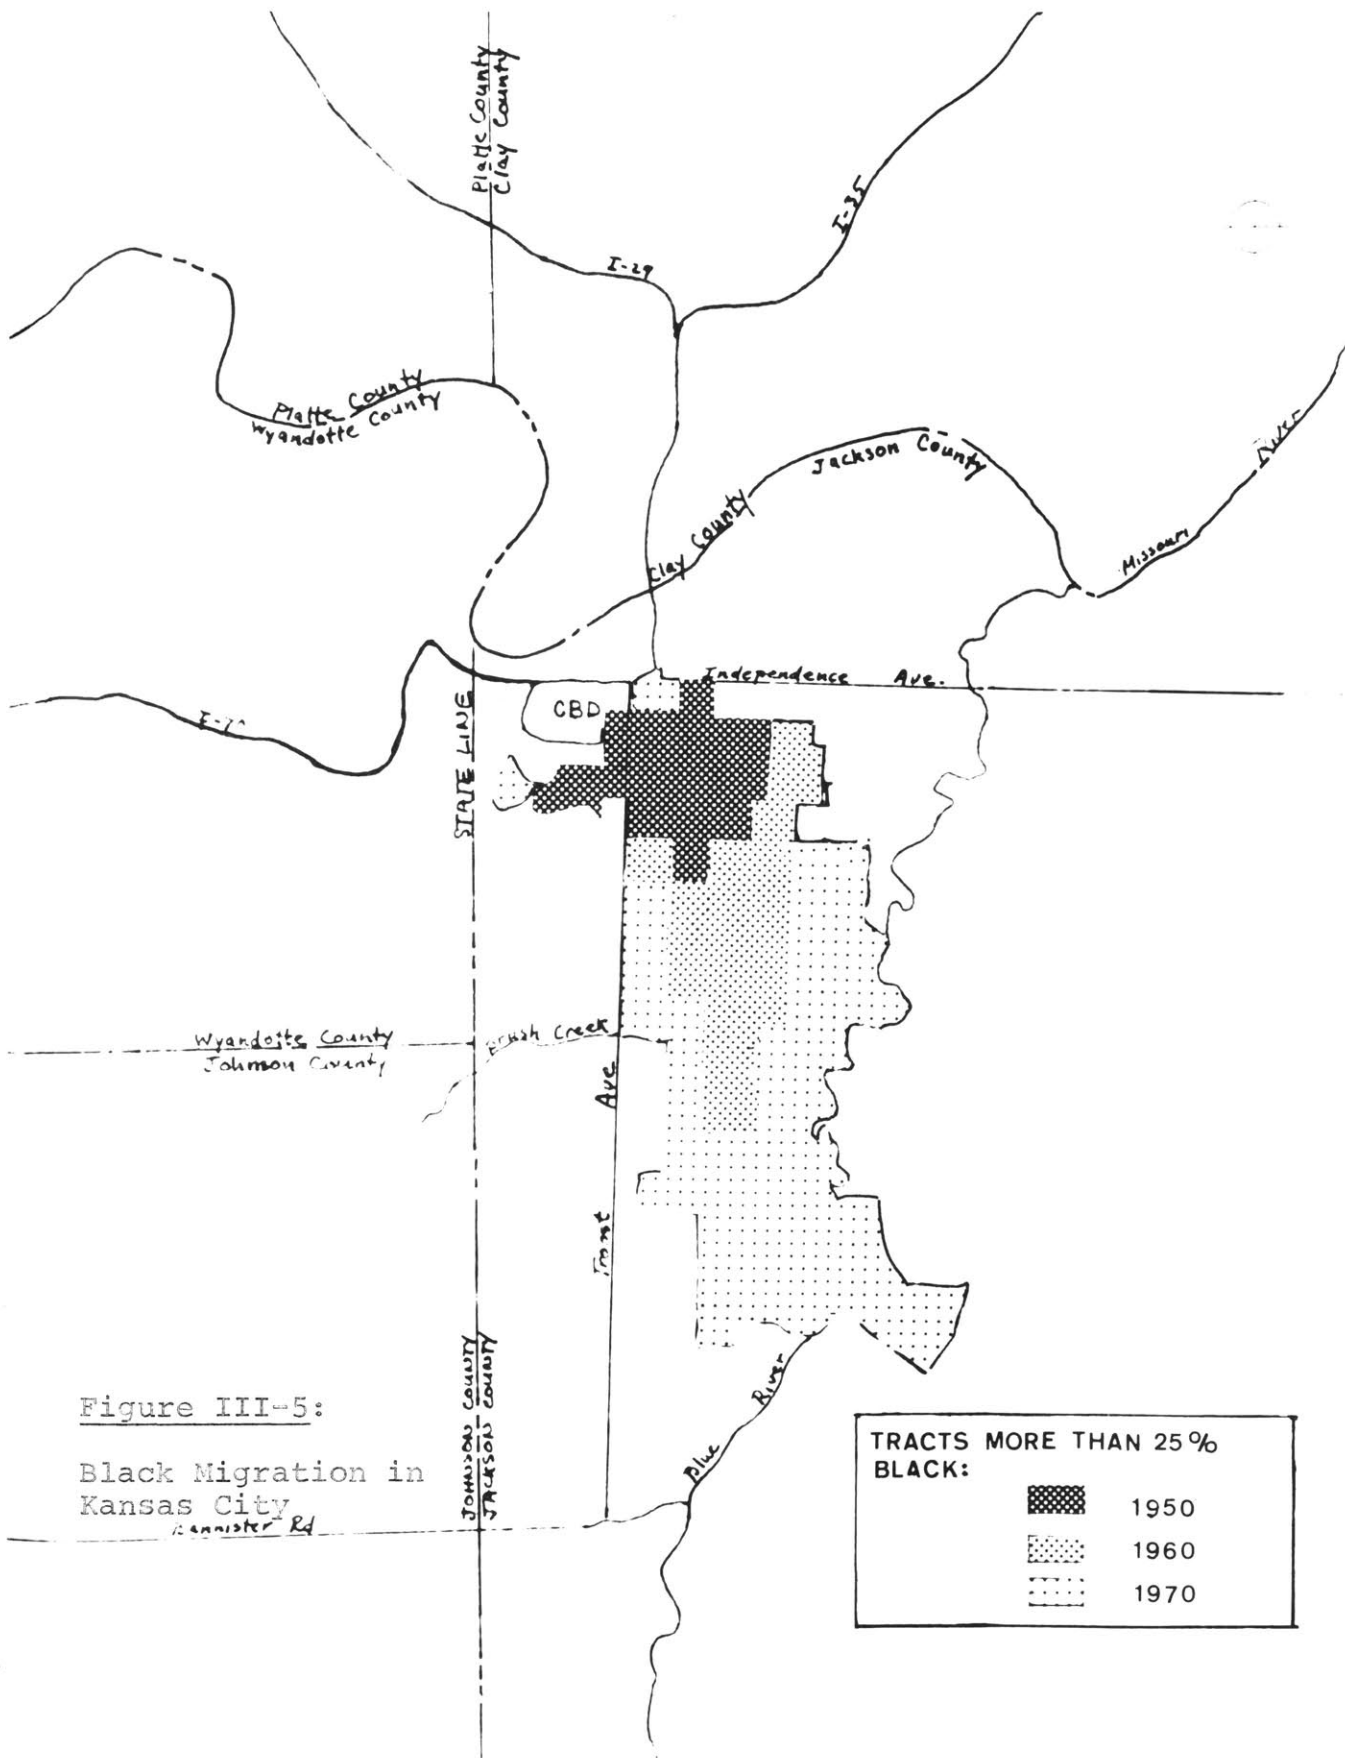 Platte County
Clay County
I-35
I-29
Platte County
Wyandotte County
Jackson County
River
Clay County
Missouri
Independence Ave.
CBD
STATE LINE
Wyandotte County
Johnson County
Creek
Ave
Troost
JOHNSON COUNTY
JACKSON COUNTY
Blue River
Figure III-5:
Black Migration in
Kansas City
Bannister Rd
TRACTS MORE THAN 25%
BLACK:
1950
1960
1970